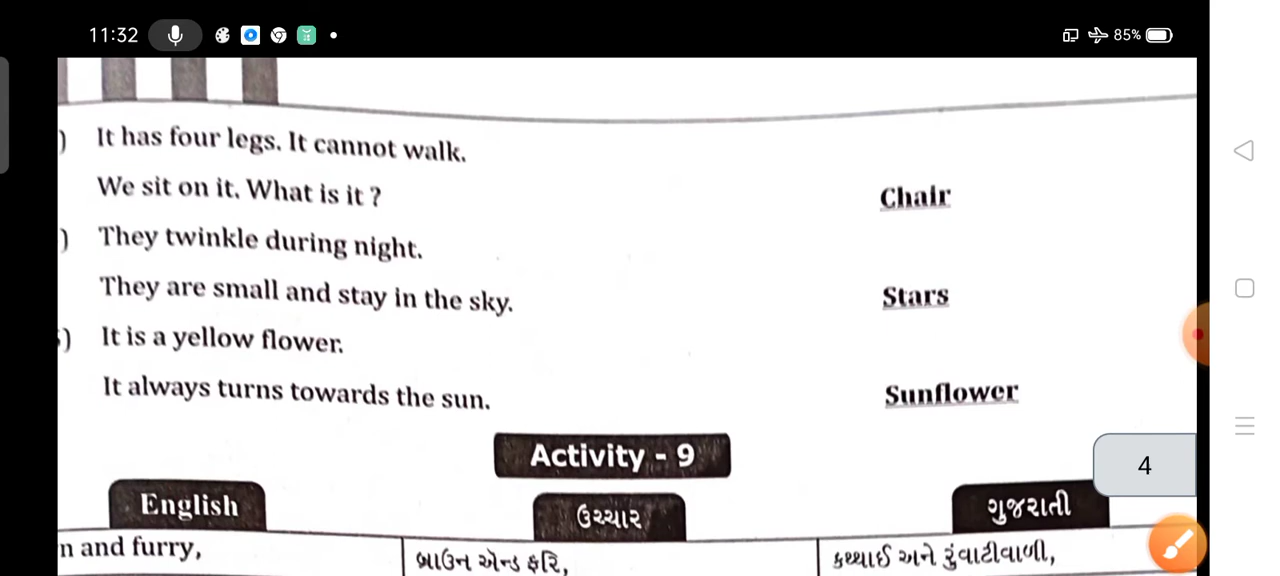 11:32
85%
) It has four legs. It cannot walk.
We sit on it. What is it ? Chair
) They twinkle during night.
They are small and stay in the sky. Stars
) It is a yellow flower.
It always turns towards the sun. Sunflower
Activity - 9
4
English ઉચ્ચાર ગુજરાતી
n and furry, બ્રાઉન ઍન્ડ ફરિ, કથ્થાઈ અને રુંવાટીવાળી,